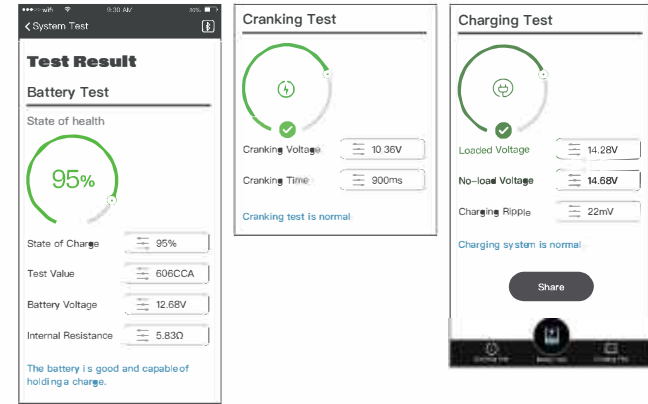 wifi 9:30 AM 80%
System Test
Test Result
Battery Test
State of health
95%
State of Charge 95%
Test Value 606CCA
Battery Voltage 12.68V
Internal Resistance 5.83Ω
The battery is good and capable of
holding a charge.
Cranking Test
Cranking Voltage 10.36V
Cranking Time 900ms
Cranking test is normal
Charging Test
Loaded Voltage 14.28V
No-load Voltage 14.68V
Charging Ripple 22mV
Charging system is normal
Share